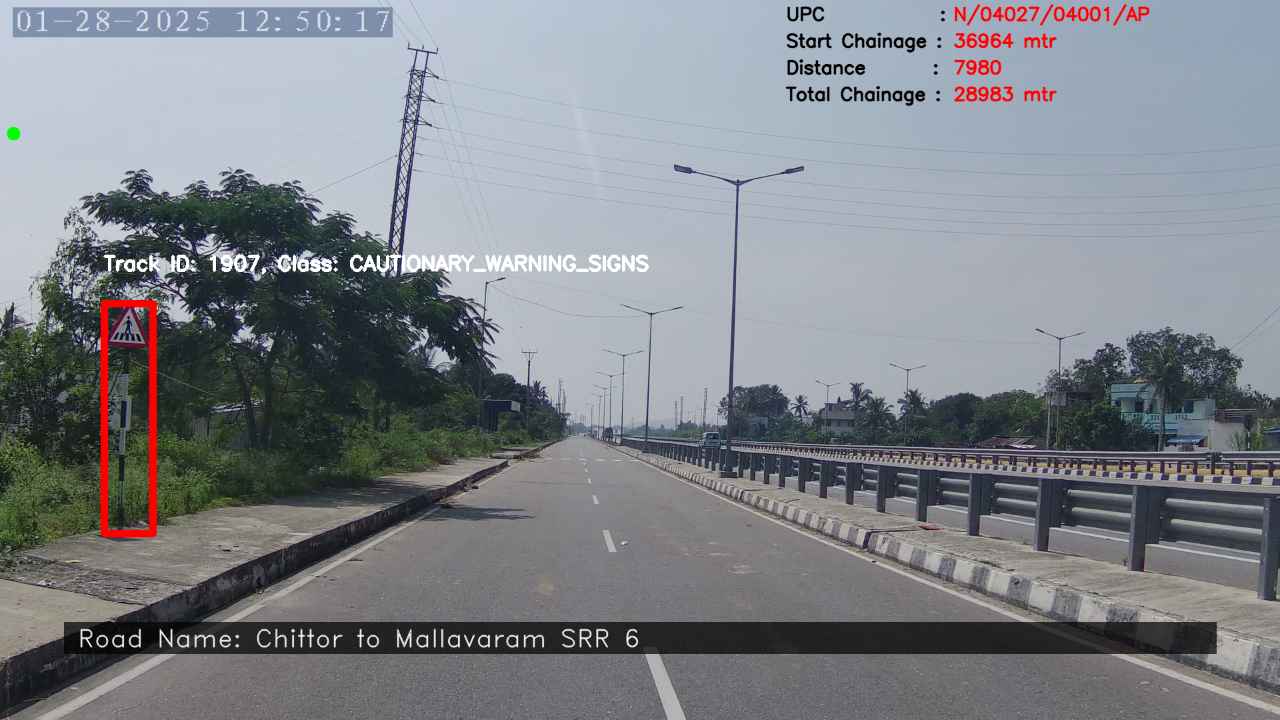 01-28-2025 12:50:17
UPC : N/04027/04001/AP
Start Chainage : 36964 mtr
Distance : 7980
Total Chainage : 28983 mtr
Track ID: 1907, Class: CAUTIONARY_WARNING_SIGNS
Road Name: Chittor to Mallavaram SRR 6